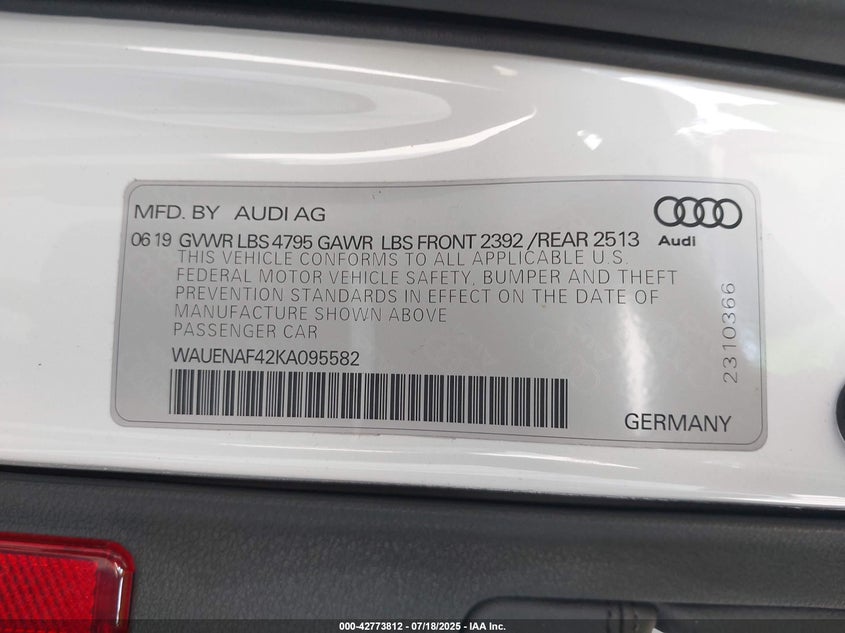 MFD. BY AUDI AG
06 19 GVWR LBS 4795 GAWR LBS FRONT 2392 /REAR 2513
Audi
THIS VEHICLE CONFORMS TO ALL APPLICABLE U.S.
FEDERAL MOTOR VEHICLE SAFETY, BUMPER AND THEFT
PREVENTION STANDARDS IN EFFECT ON THE DATE OF
MANUFACTURE SHOWN ABOVE
PASSENGER CAR
2310366
WAUENAF42KA095582
GERMANY
000-42773812 - 07/18/2025 - IAA Inc.